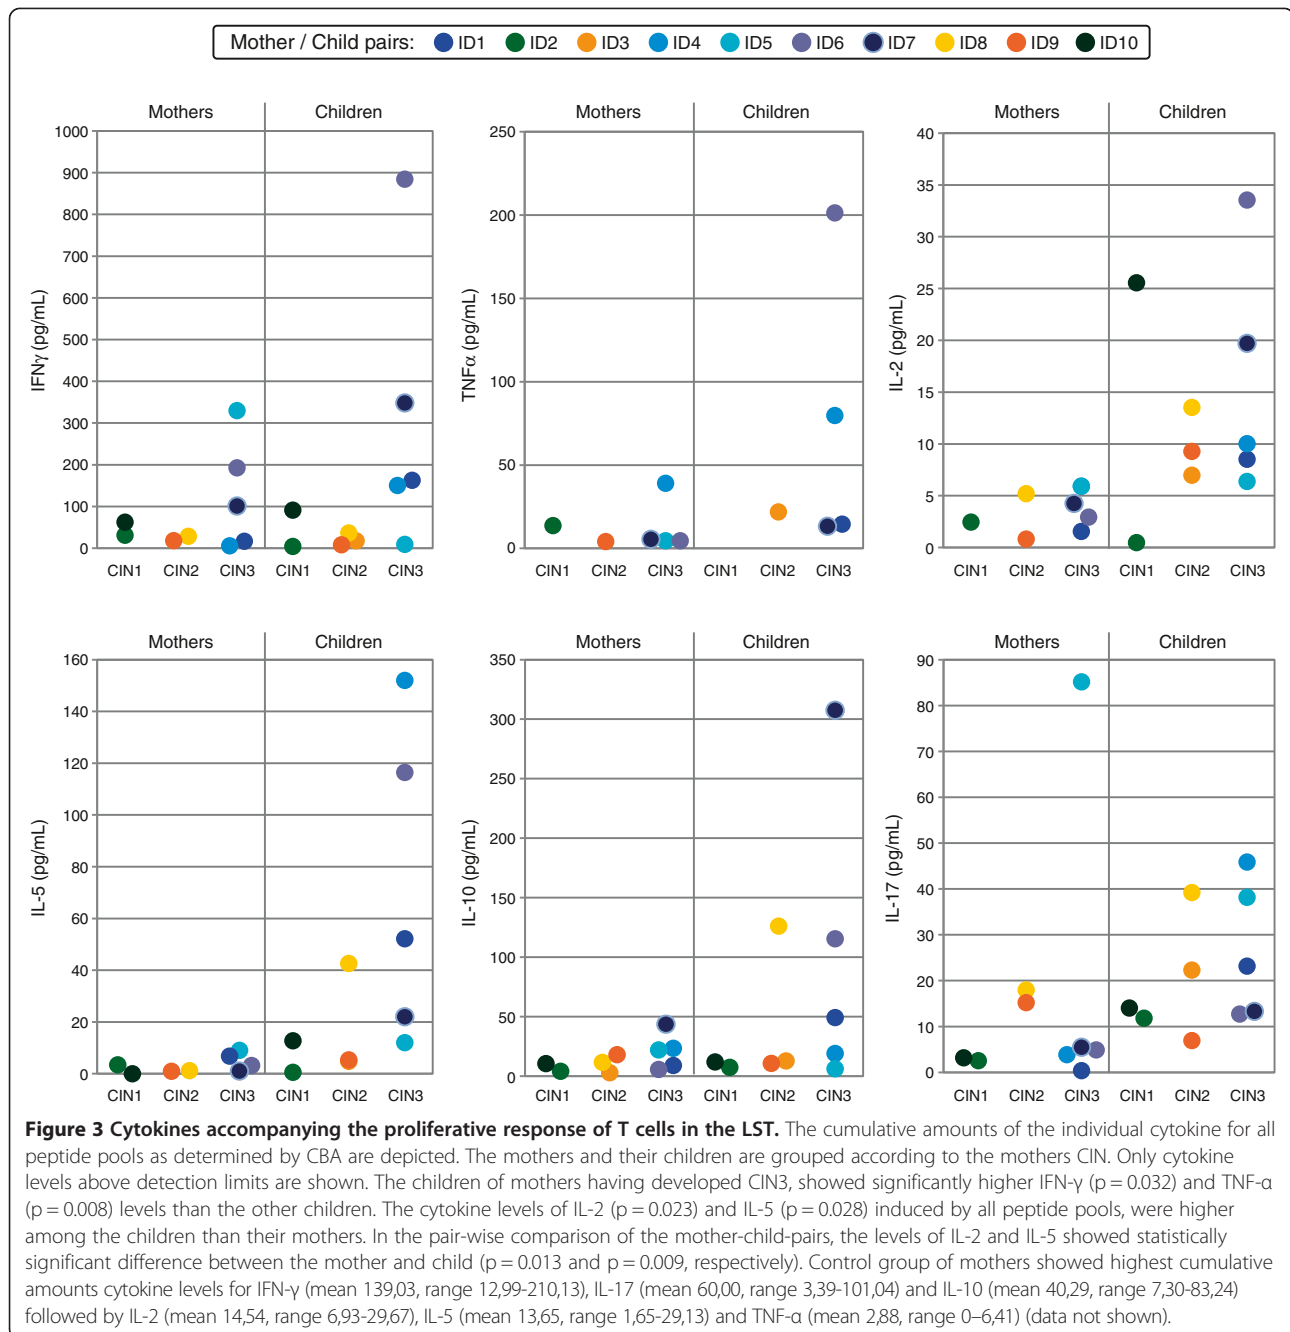 Mother / Child pairs: ID1 ID2 ID3 ID4 ID5 ID6 ID7 ID8 ID9 ID10
Mothers Children
IFNγ (pg/mL)
1000
900
800
700
600
500
400
300
200
100
0
CIN1 CIN2 CIN3 CIN1 CIN2 CIN3
Mothers Children
TNFα (pg/mL)
250
200
150
100
50
0
CIN1 CIN2 CIN3 CIN1 CIN2 CIN3
Mothers Children
IL-2 (pg/mL)
40
35
30
25
20
15
10
5
0
CIN1 CIN2 CIN3 CIN1 CIN2 CIN3
Mothers Children
IL-5 (pg/mL)
160
140
120
100
80
60
40
20
0
CIN1 CIN2 CIN3 CIN1 CIN2 CIN3
Mothers Children
IL-10 (pg/mL)
350
300
250
200
150
100
50
0
CIN1 CIN2 CIN3 CIN1 CIN2 CIN3
Mothers Children
IL-17 (pg/mL)
90
80
70
60
50
40
30
20
10
0
CIN1 CIN2 CIN3 CIN1 CIN2 CIN3
Figure 3 Cytokines accompanying the proliferative response of T cells in the LST. The cumulative amounts of the individual cytokine for all
peptide pools as determined by CBA are depicted. The mothers and their children are grouped according to the mothers CIN. Only cytokine
levels above detection limits are shown. The children of mothers having developed CIN3, showed significantly higher IFN-γ (p = 0.032) and TNF-α
(p = 0.008) levels than the other children. The cytokine levels of IL-2 (p = 0.023) and IL-5 (p = 0.028) induced by all peptide pools, were higher
among the children than their mothers. In the pair-wise comparison of the mother-child-pairs, the levels of IL-2 and IL-5 showed statistically
significant difference between the mother and child (p = 0.013 and p = 0.009, respectively). Control group of mothers showed highest cumulative
amounts cytokine levels for IFN-γ (mean 139,03, range 12,99-210,13), IL-17 (mean 60,00, range 3,39-101,04) and IL-10 (mean 40,29, range 7,30-83,24)
followed by IL-2 (mean 14,54, range 6,93-29,67), IL-5 (mean 13,65, range 1,65-29,13) and TNF-α (mean 2,88, range 0–6,41) (data not shown).